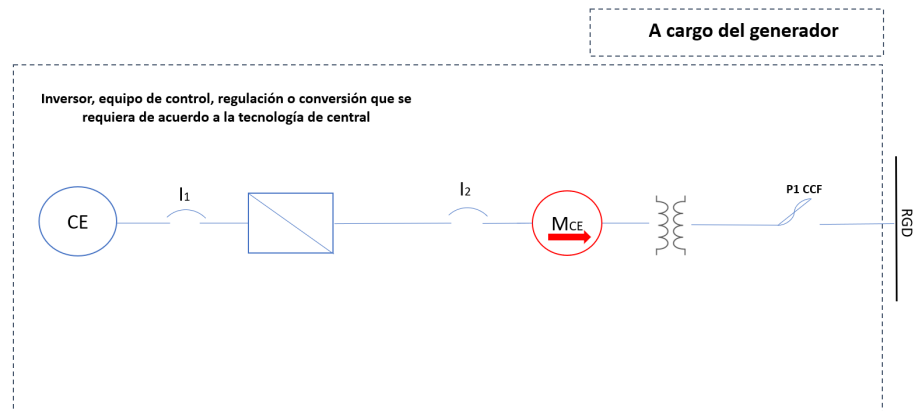 A cargo del generador
Inversor, equipo de control, regulación o conversión que se
requiera de acuerdo a la tecnología de central
CE
I1
I2
MCE
P1 CCF
RGD